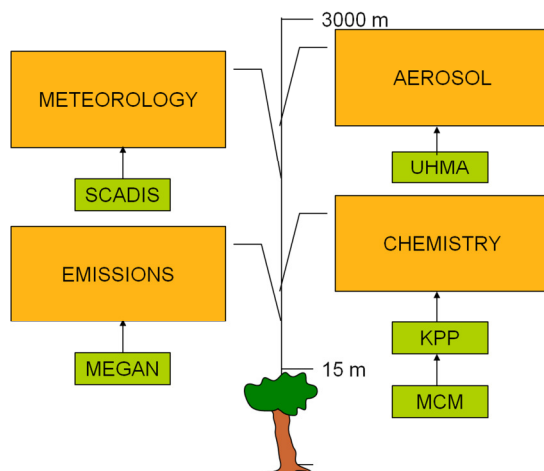 3000 m
METEOROLOGY
AEROSOL
SCADIS
UHMA
EMISSIONS
CHEMISTRY
MEGAN
KPP
15 m
MCM